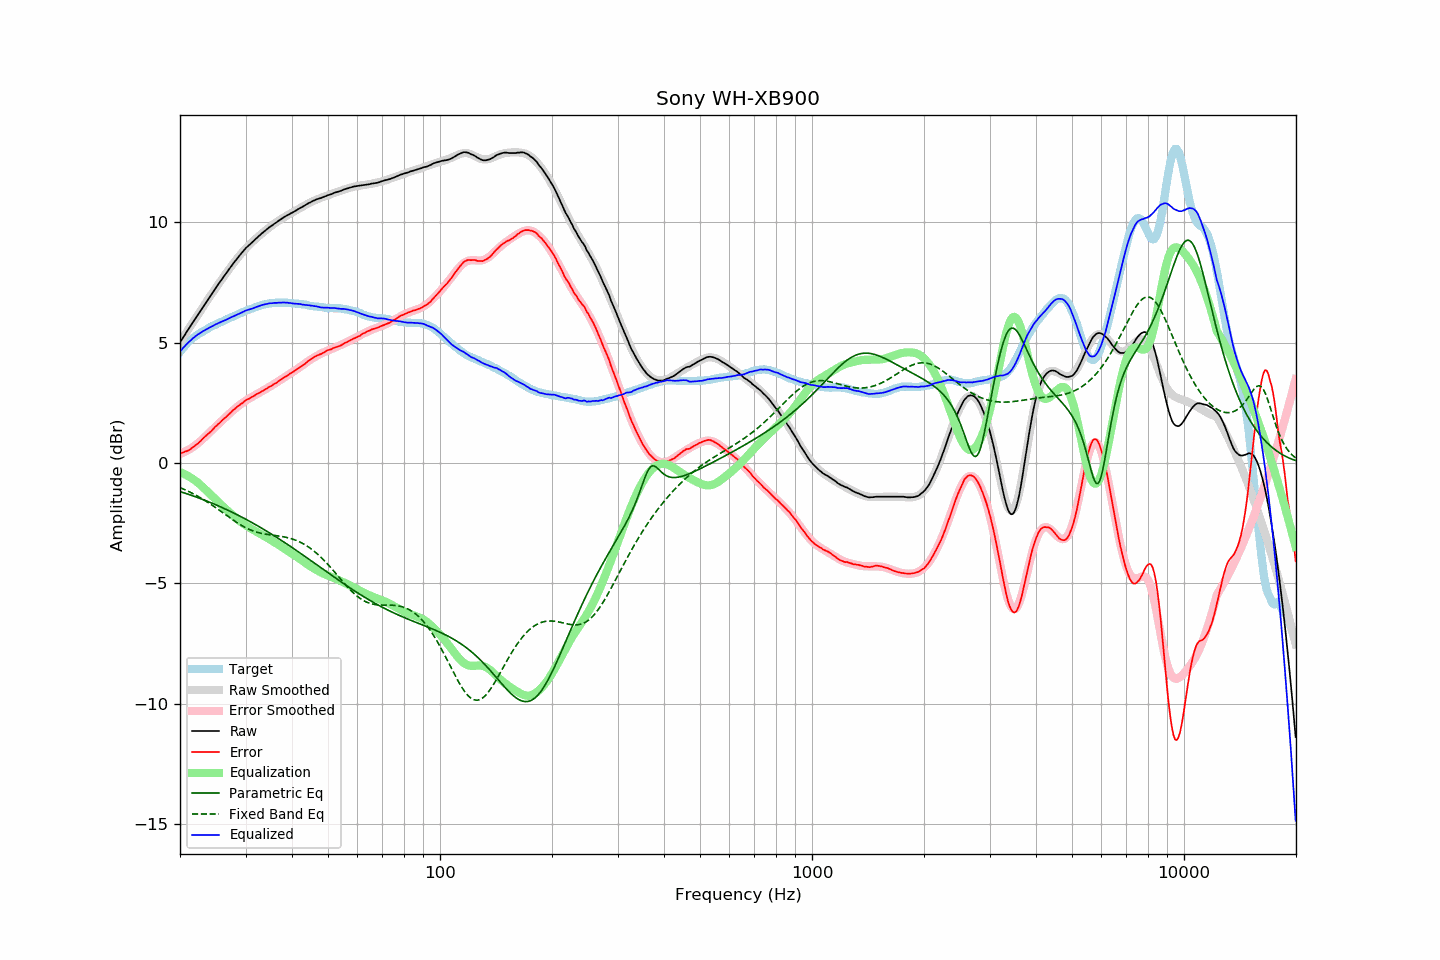 Sony WH-XB900
Amplitude (dBr)
10
5
0
−5
−10
−15
Target
Raw Smoothed
Error Smoothed
Raw
Error
Equalization
Parametric Eq
Fixed Band Eq
Equalized
100
1000
10000
Frequency (Hz)